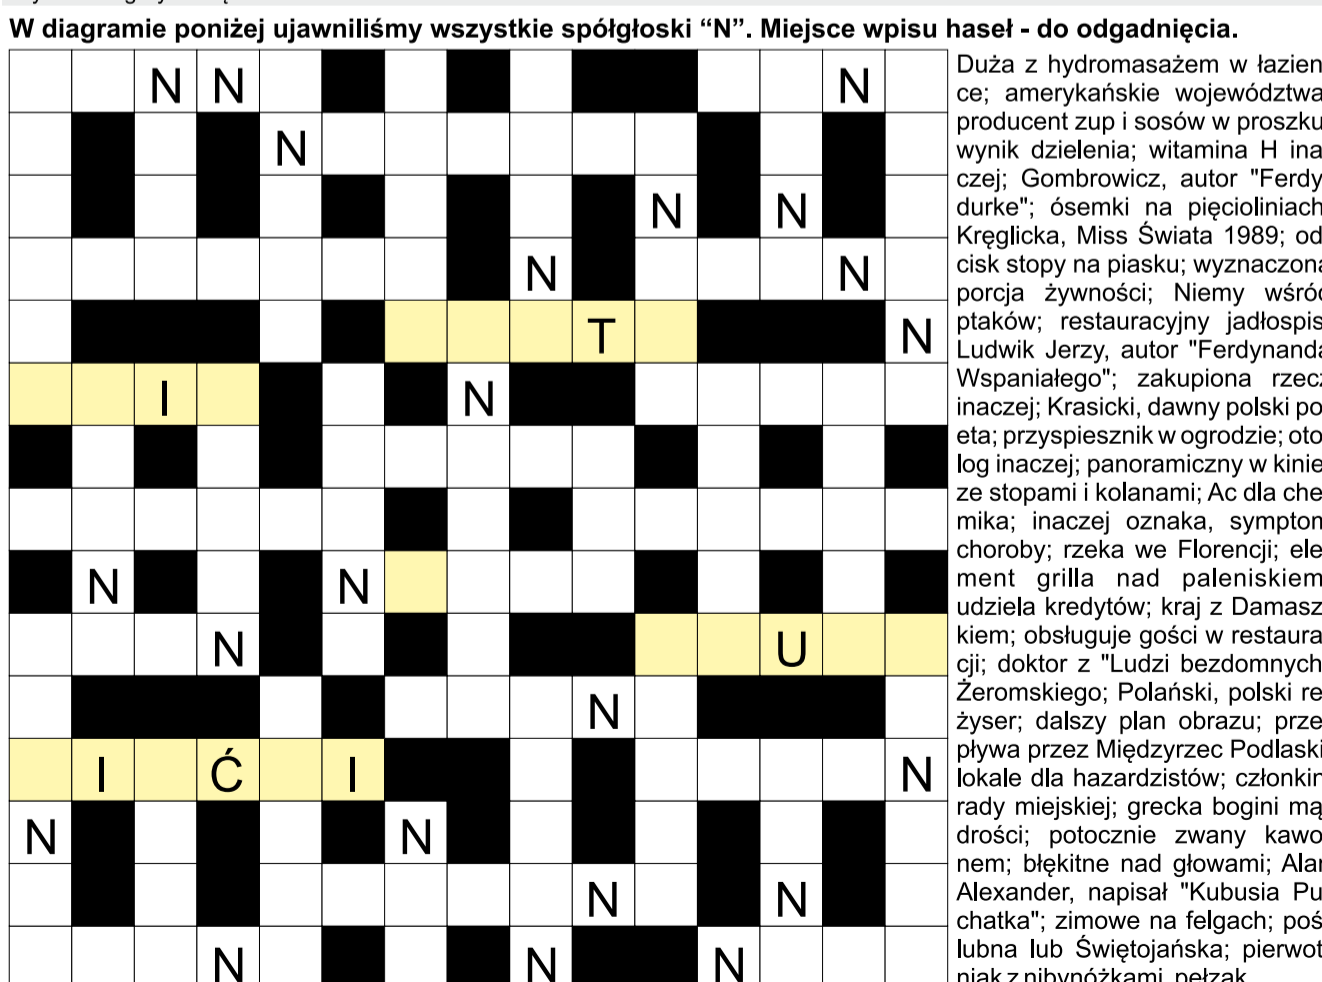 W diagramie poniżej ujawniliśmy wszystkie spółgłoski “N”. Miejsce wpisu haseł - do odgadnięcia.
N N N
N
N N
N N
T N
I N
N N
N U
N
I Ć I N
N N
N N
N N N
Duża z hydromasażem w łazien
ce; amerykańskie województwa
producent zup i sosów w proszku
wynik dzielenia; witamina H ina
czej; Gombrowicz, autor "Ferdy
durke"; ósemki na pięcioliniach
Kręglicka, Miss Świata 1989; od
cisk stopy na piasku; wyznaczona
porcja żywności; Niemy wśród
ptaków; restauracyjny jadłospis
Ludwik Jerzy, autor "Ferdynanda
Wspaniałego"; zakupiona rzecz
inaczej; Krasicki, dawny polski po
eta; przyspiesznik w ogrodzie; oto
log inaczej; panoramiczny w kinie
ze stopami i kolanami; Ac dla che
mika; inaczej oznaka, symptom
choroby; rzeka we Florencji; ele
ment grilla nad paleniskiem
udziela kredytów; kraj z Damasz
kiem; obsługuje gości w restaura
cji; doktor z "Ludzi bezdomnych
Żeromskiego; Polański, polski re
żyser; dalszy plan obrazu; prze
pływa przez Międzyrzec Podlaski
lokale dla hazardzistów; członkin
rady miejskiej; grecka bogini mą
drości; potocznie zwany kawo
nem; błękitne nad głowami; Alan
Alexander, napisał "Kubusia Pu
chatka"; zimowe na felgach; poś
lubna lub Świętojańska; pierwot
niak z nibynóżkami, pełzak